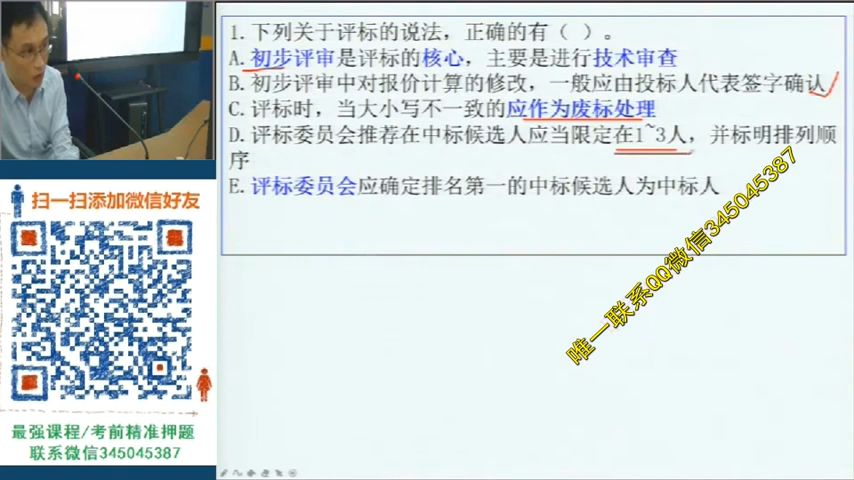 1.下列关于评标的说法，正确的有（ ）。
A.初步评审是评标的核心，主要是进行技术审查
B.初步评审中对报价计算的修改，一般应由投标人代表签字确认
C.评标时，当大小写不一致的应作为废标处理
D.评标委员会推荐在中标候选人应当限定在1~3人，并标明排列顺
序
E.评标委员会应确定排名第一的中标候选人为中标人
扫一扫添加微信好友
最强课程/考前精准押题
联系微信345045387
唯一联系QQ微信345045387